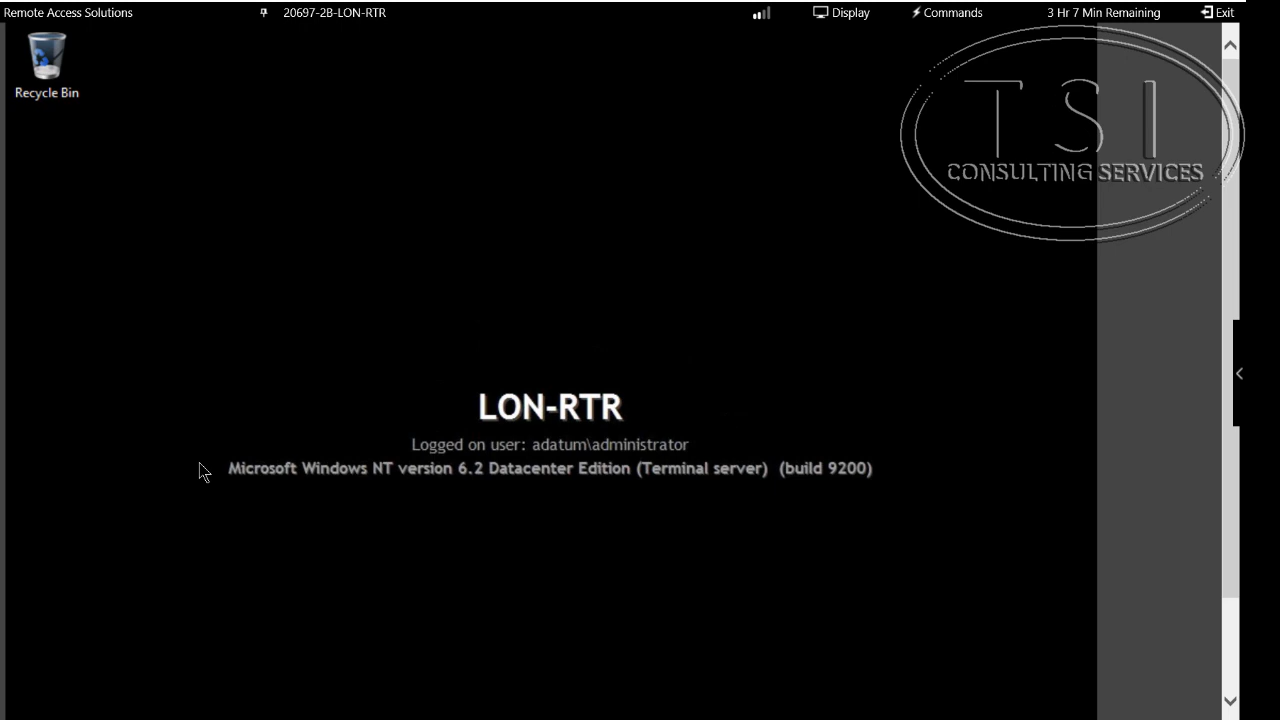 Remote Access Solutions 20697-2B-LON-RTR Display Commands 3 Hr 7 Min Remaining Exit
Recycle Bin
T S I
CONSULTING SERVICES
LON-RTR
Logged on user: adatum\administrator
Microsoft Windows NT version 6.2 Datacenter Edition (Terminal server) (build 9200)